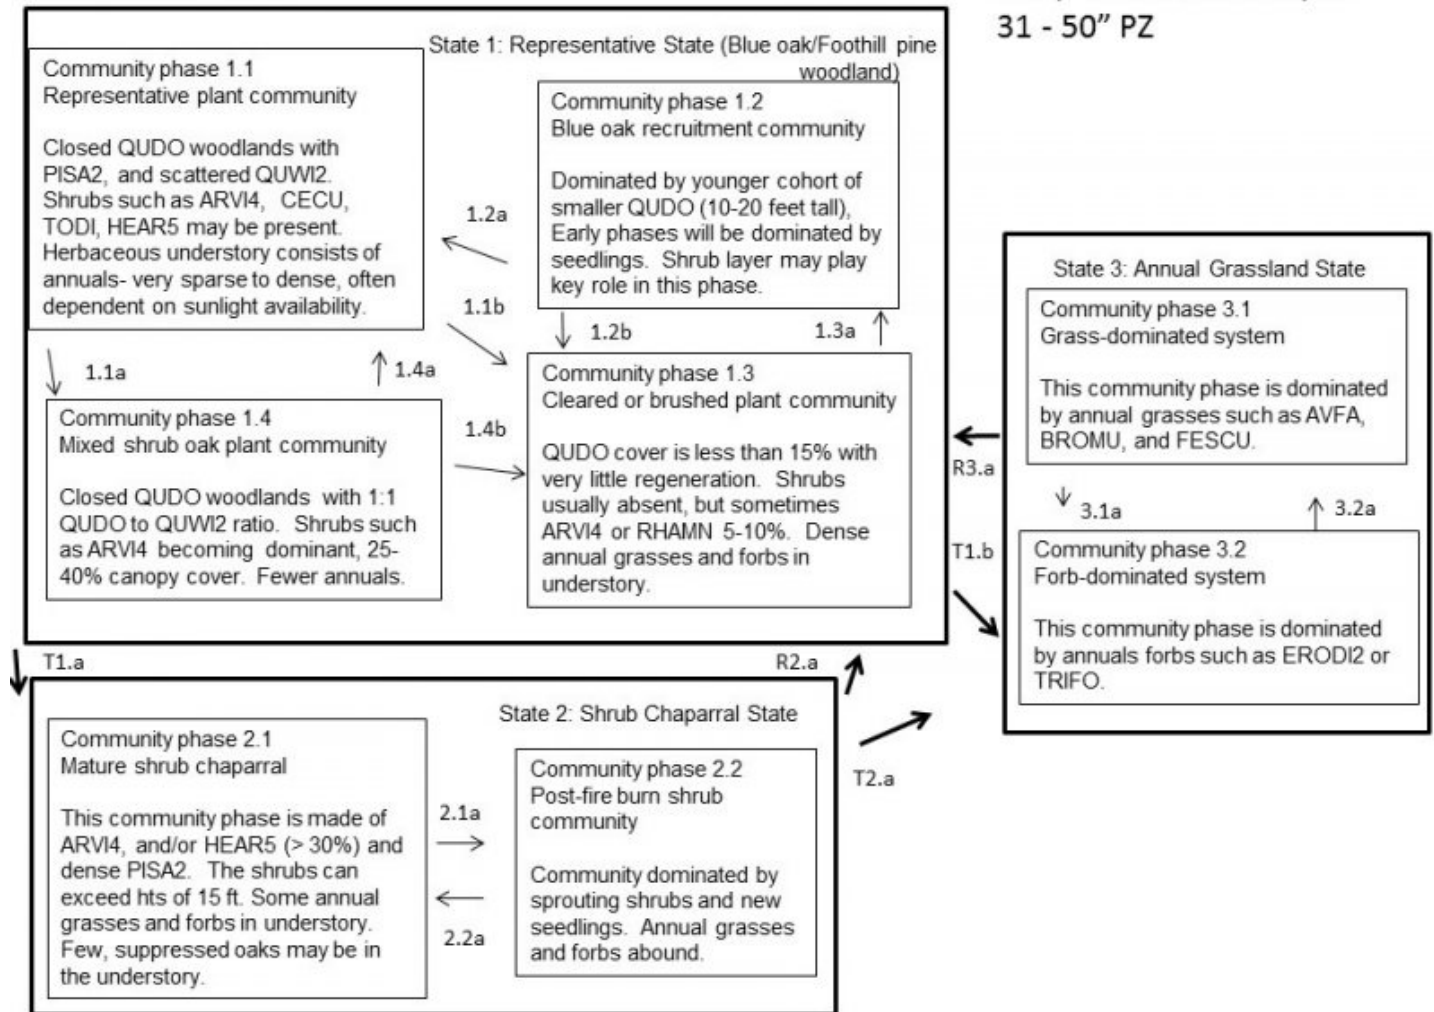 31 - 50” PZ
State 1: Representative State (Blue oak/Foothill pine
woodland)
Community phase 1.1
Representative plant community
Closed QUDO woodlands with
PISA2, and scattered QUWI2.
Shrubs such as ARVI4, CECU,
TODI, HEAR5 may be present.
Herbaceous understory consists of
annuals- very sparse to dense, often
dependent on sunlight availability.
1.2a
1.1b
Community phase 1.2
Blue oak recruitment community
Dominated by younger cohort of
smaller QUDO (10-20 feet tall),
Early phases will be dominated by
seedlings. Shrub layer may play
key role in this phase.
1.1a
1.4a
1.2b
1.3a
Community phase 1.4
Mixed shrub oak plant community
Closed QUDO woodlands with 1:1
QUDO to QUWI2 ratio. Shrubs such
as ARVI4 becoming dominant, 25-
40% canopy cover. Fewer annuals.
1.4b
Community phase 1.3
Cleared or brushed plant community
QUDO cover is less than 15% with
very little regeneration. Shrubs
usually absent, but sometimes
ARVI4 or RHAMN 5-10%. Dense
annual grasses and forbs in
understory.
R3.a
T1.b
State 3: Annual Grassland State
Community phase 3.1
Grass-dominated system
This community phase is dominated
by annual grasses such as AVFA,
BROMU, and FESCU.
3.1a
3.2a
Community phase 3.2
Forb-dominated system
This community phase is dominated
by annuals forbs such as ERODI2 or
TRIFO.
T1.a
R2.a
T2.a
State 2: Shrub Chaparral State
Community phase 2.1
Mature shrub chaparral
This community phase is made of
ARVI4, and/or HEAR5 (> 30%) and
dense PISA2. The shrubs can
exceed hts of 15 ft. Some annual
grasses and forbs in understory.
Few, suppressed oaks may be in
the understory.
2.1a
2.2a
Community phase 2.2
Post-fire burn shrub
community
Community dominated by
sprouting shrubs and new
seedlings. Annual grasses
and forbs abound.